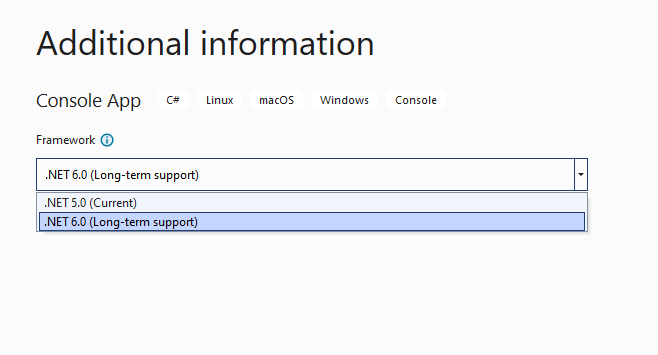 Additional information
Console App C# Linux macOS Windows Console
Framework
.NET 6.0 (Long-term support)
.NET 5.0 (Current)
.NET 6.0 (Long-term support)